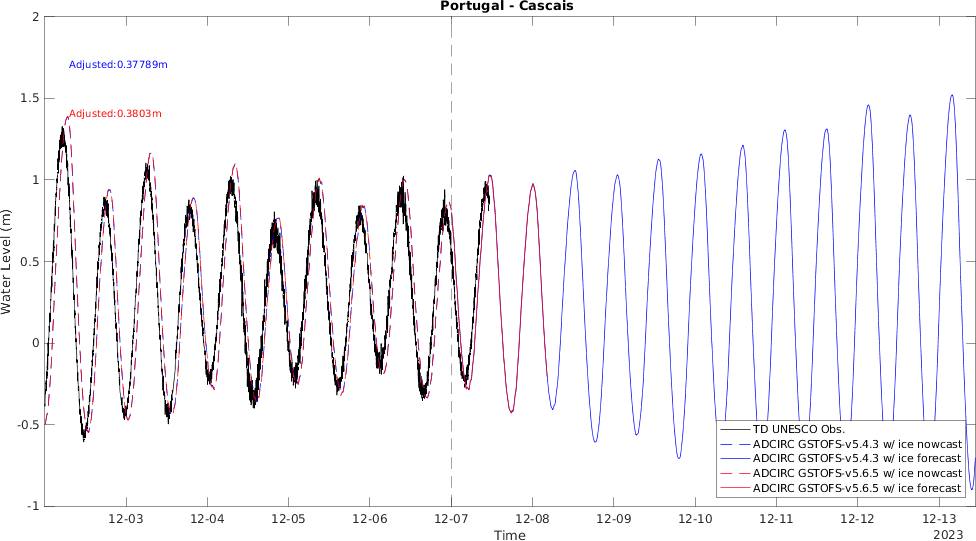 Portugal - Cascais
2
1.5
1
0.5
0
-0.5
-1
Water Level (m)
Adjusted:0.37789m
Adjusted:0.3803m
TD UNESCO Obs.
ADCIRC GSTOFS-v5.4.3 w/ ice nowcast
ADCIRC GSTOFS-v5.4.3 w/ ice forecast
ADCIRC GSTOFS-v5.6.5 w/ ice nowcast
ADCIRC GSTOFS-v5.6.5 w/ ice forecast
12-03 12-04 12-05 12-06 12-07 12-08 12-09 12-10 12-11 12-12 12-13
Time
2023